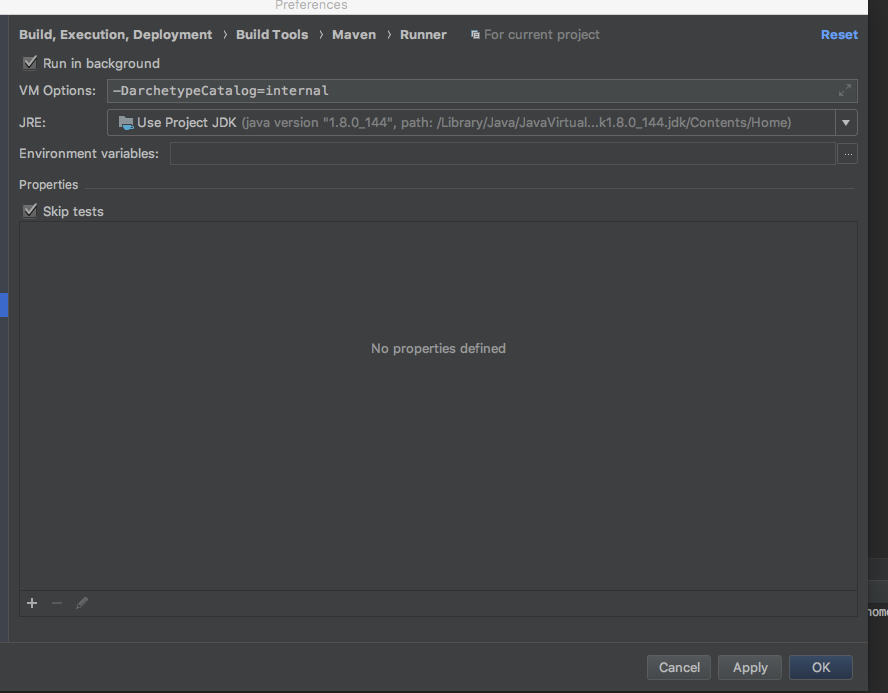 Preferences
Build, Execution, Deployment › Build Tools › Maven › Runner For current project Reset
Run in background
VM Options: -DarchetypeCatalog=internal
JRE: Use Project JDK (java version "1.8.0_144", path: /Library/Java/JavaVirtual...k1.8.0_144.jdk/Contents/Home)
Environment variables: ...
Properties
Skip tests
No properties defined
home
Cancel Apply OK